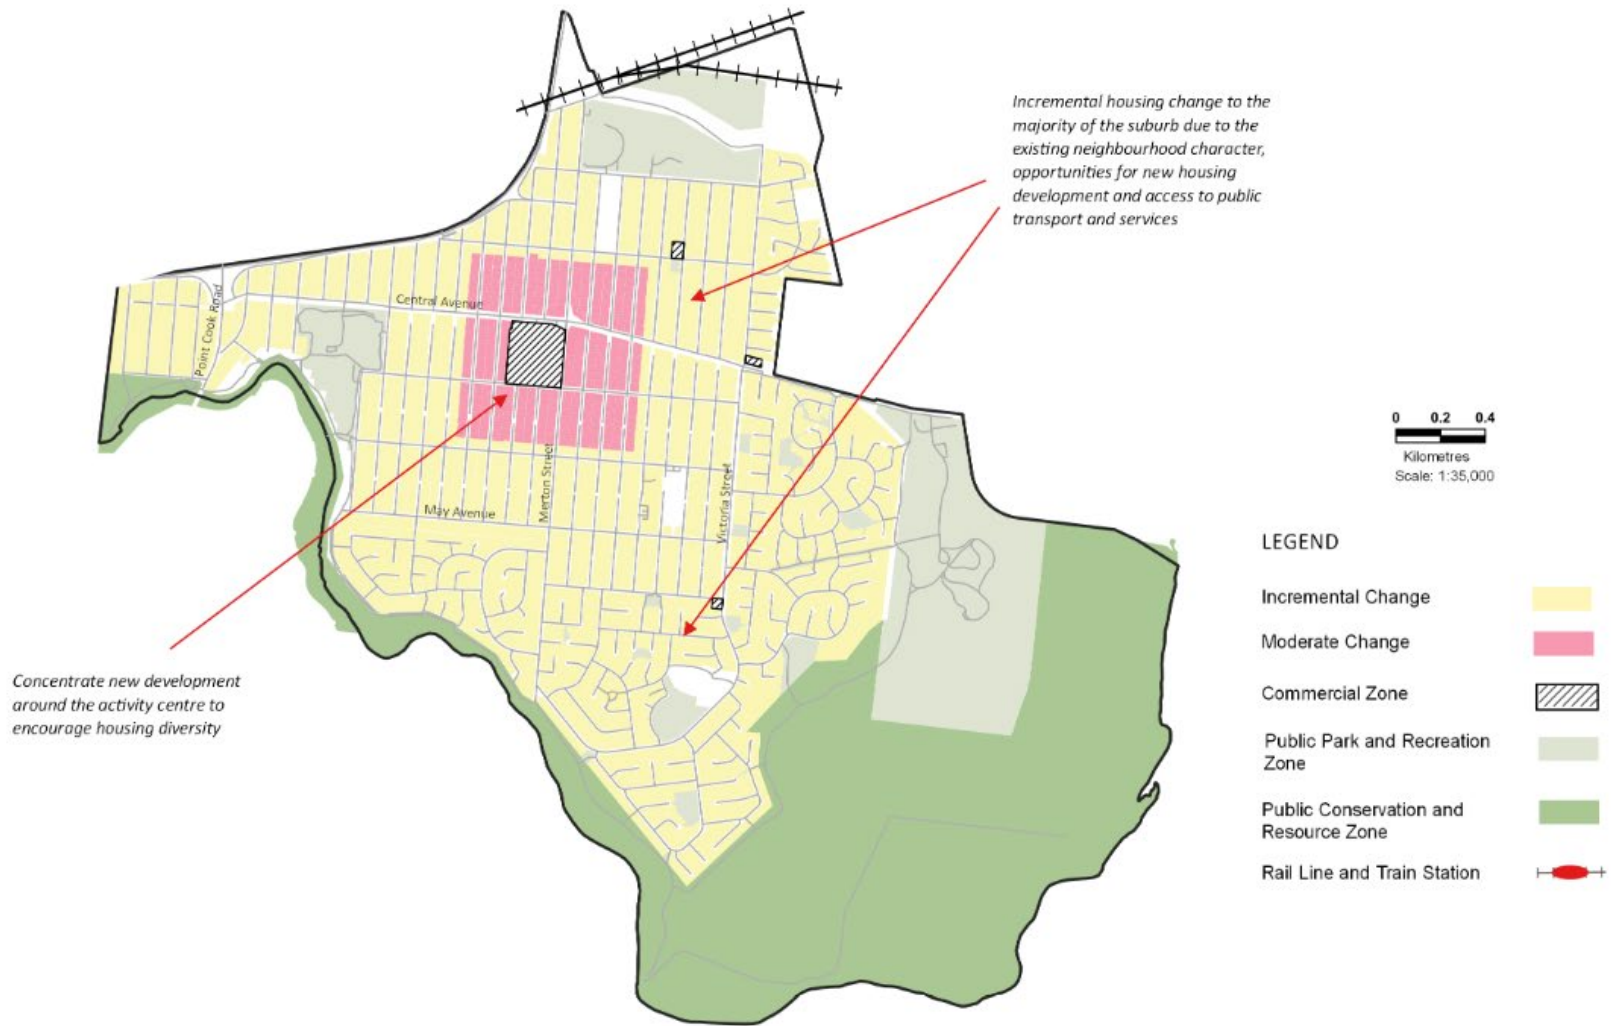 Incremental housing change to the
majority of the suburb due to the
existing neighbourhood character,
opportunities for new housing
development and access to public
transport and services
Point Cook Road
Central Avenue
Merton Street
May Avenue
Victoria Street
Concentrate new development
around the activity centre to
encourage housing diversity
0 0.2 0.4
Kilometres
Scale: 1:35,000
LEGEND
Incremental Change
Moderate Change
Commercial Zone
Public Park and Recreation
Zone
Public Conservation and
Resource Zone
Rail Line and Train Station